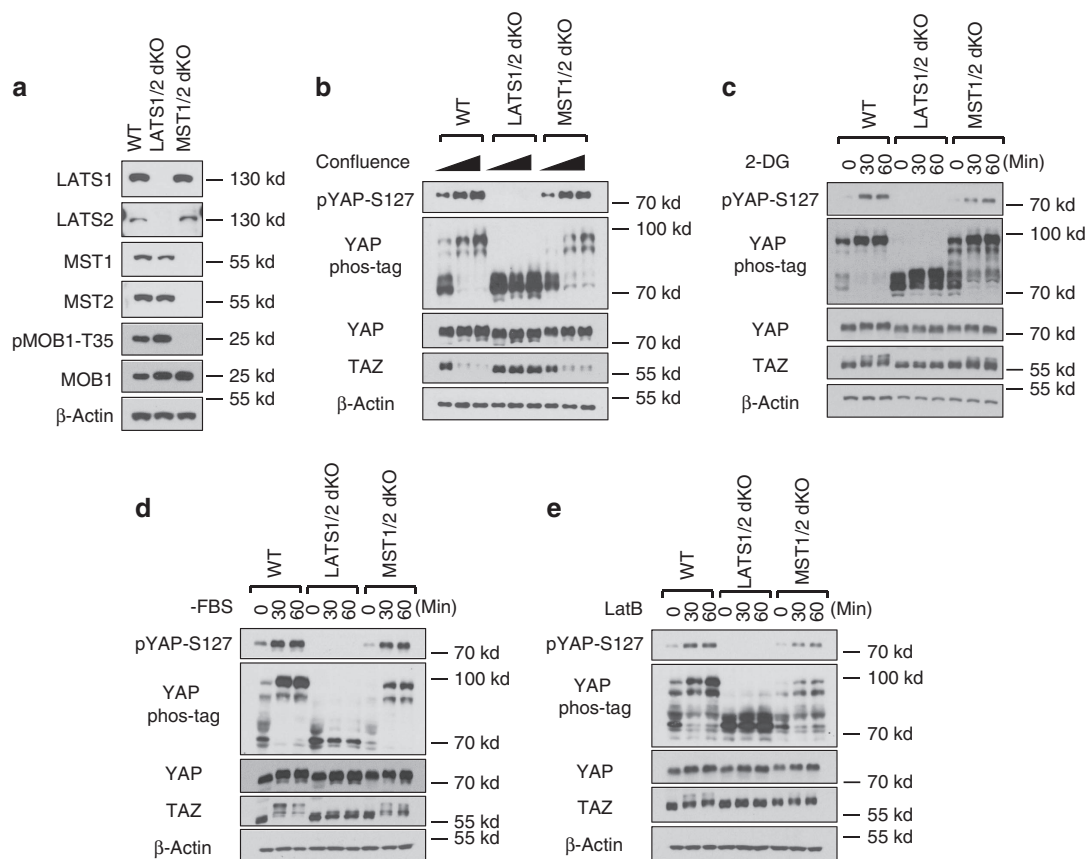 a
WT
LATS1/2 dKO
MST1/2 dKO
LATS1
130 kd
LATS2
130 kd
MST1
55 kd
MST2
55 kd
pMOB1-T35
25 kd
MOB1
25 kd
55 kd
β-Actin
b
WT
LATS1/2 dKO
MST1/2 dKO
Confluence
pYAP-S127
70 kd
100 kd
YAP
phos-tag
70 kd
YAP
70 kd
TAZ
55 kd
55 kd
β-Actin
c
WT
LATS1/2 dKO
MST1/2 dKO
2-DG
0 30 60 0 30 60 0 30 60 (Min)
pYAP-S127
70 kd
100 kd
YAP
phos-tag
70 kd
YAP
70 kd
TAZ
55 kd
55 kd
β-Actin
d
WT
LATS1/2 dKO
MST1/2 dKO
-FBS
0 30 60 0 30 60 0 30 60 (Min)
pYAP-S127
70 kd
100 kd
YAP
phos-tag
70 kd
YAP
70 kd
TAZ
55 kd
55 kd
β-Actin
e
WT
LATS1/2 dKO
MST1/2 dKO
LatB
0 30 60 0 30 60 0 30 60 (Min)
pYAP-S127
70 kd
100 kd
YAP
phos-tag
70 kd
YAP
70 kd
TAZ
55 kd
55 kd
β-Actin